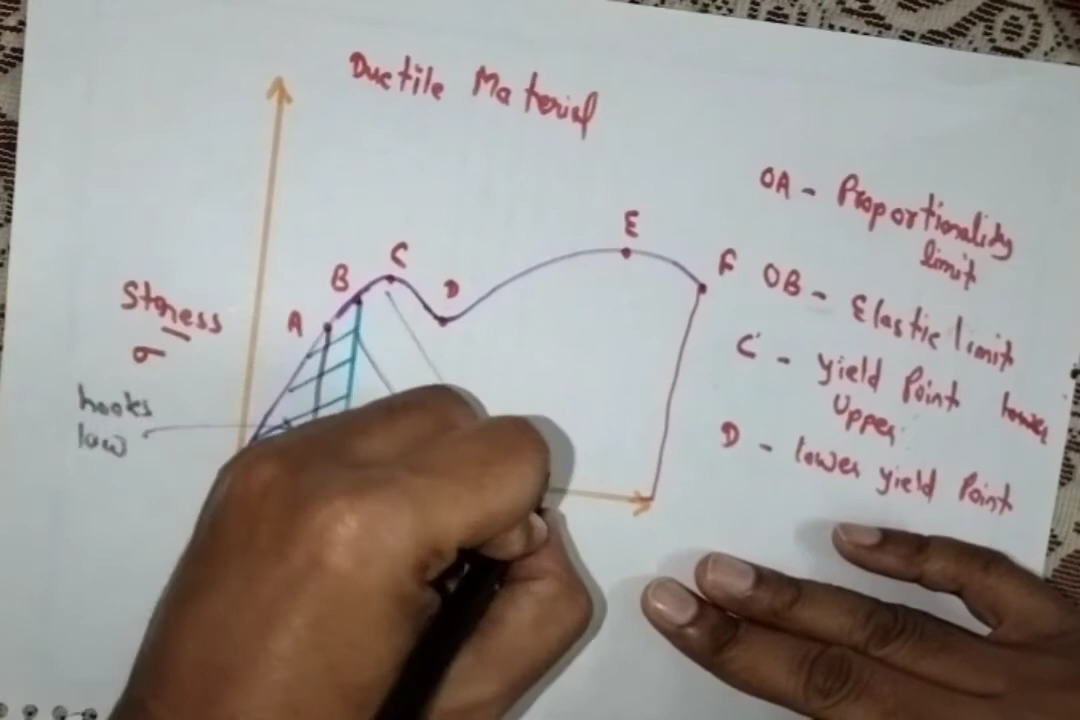 Ductile Material
Stress
σ
hooks
law
A
B
C
D
E
F
OA - Proportionality
limit
OB - Elastic limit
C - yield Point lower
Upper
D - lower yield Point